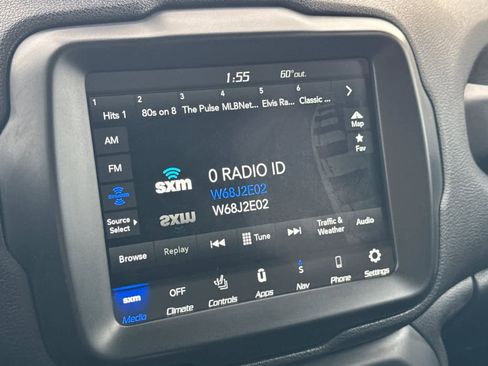 1:55 60°out.
1 2 3 4 5 6
Hits 1 80s on 8 The Pulse MLBNet... Elvis Ra... Classic ...
AM
Map
FM
Fav
sxm 0 RADIO ID
W68J2E02
W68J2E02
Source Select
Browse Replay Tune Traffic & Weather Audio
sxm OFF S
Media Climate Controls Apps Nav Phone Settings